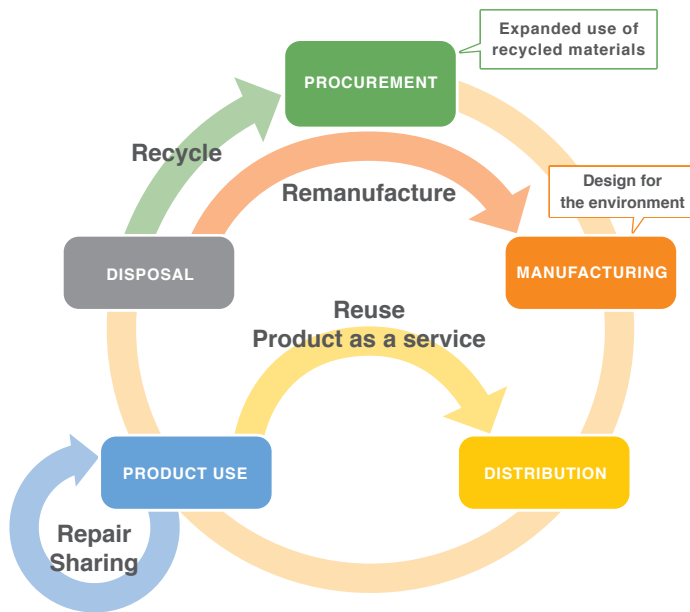 Expanded use of
recycled materials
PROCUREMENT
Recycle
Remanufacture
Design for
the environment
DISPOSAL
MANUFACTURING
Reuse
Product as a service
PRODUCT USE
DISTRIBUTION
Repair
Sharing